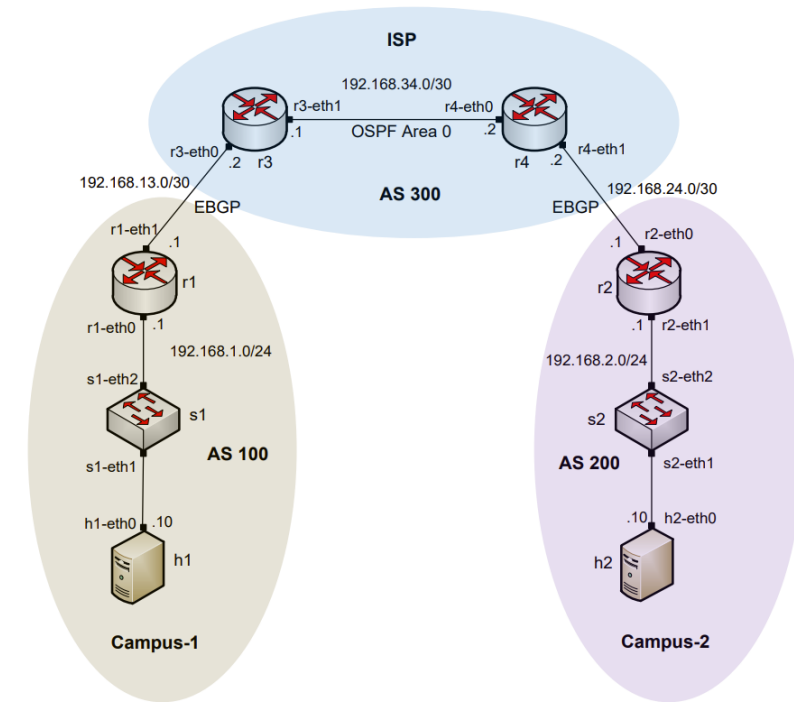 ISP
192.168.34.0/30
r3-eth1
r4-eth0
.1
OSPF Area 0
.2
r3-eth0
.2
r3
r4
.2
r4-eth1
192.168.13.0/30
AS 300
192.168.24.0/30
EBGP
EBGP
r1-eth1
.1
.1
r2-eth0
r1
r2
r1-eth0
.1
.1
r2-eth1
192.168.1.0/24
192.168.2.0/24
s1-eth2
s2-eth2
s1
s2
AS 100
AS 200
s1-eth1
s2-eth1
h1-eth0
.10
.10
h2-eth0
h1
h2
Campus-1
Campus-2